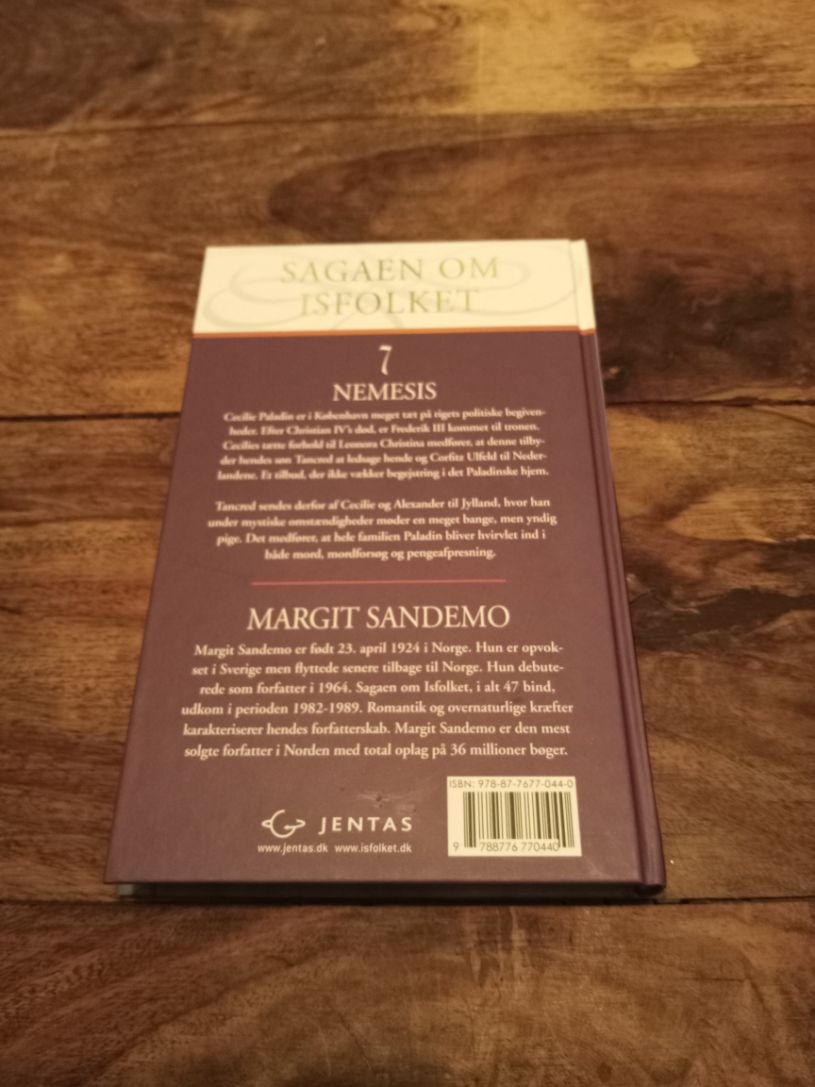 SAGAEN OM
ISFOLKET
7
NEMESIS
Cecilie Paladin er i København meget tæt på rigets politiske begiven-
heder. Efter Christian IV's død, er Frederik III kommet til tronen.
Cecilies tætte forhold til Leonora Christina medfører, at denne tilby-
der hendes søn Tancred at ledsage hende og Corfitz Ulfeld til Neder-
landene. Et tilbud, der ikke vækker begejstring i det Paladinske hjem.
Tancred sendes derfor af Cecilie og Alexander til Jylland, hvor han
under mystiske omstændigheder møder en meget bange, men yndig
pige. Det medfører, at hele familien Paladin bliver hvirvlet ind i
både mord, mordforsøg og pengeafpresning.
MARGIT SANDEMO
Margit Sandemo er født 23. april 1924 i Norge. Hun er opvok-
set i Sverige men flyttede senere tilbage til Norge. Hun debute-
rede som forfatter i 1964. Sagaen om Isfolket, i alt 47 bind,
udkom i perioden 1982-1989. Romantik og overnaturlige kræfter
karakteriserer hendes forfatterskab. Margit Sandemo er den mest
solgte forfatter i Norden med total oplag på 36 millioner bøger.
ISBN: 978-87-7677-044-0
9 788776 770440
JENTAS
www.jentas.dk www.isfolket.dk